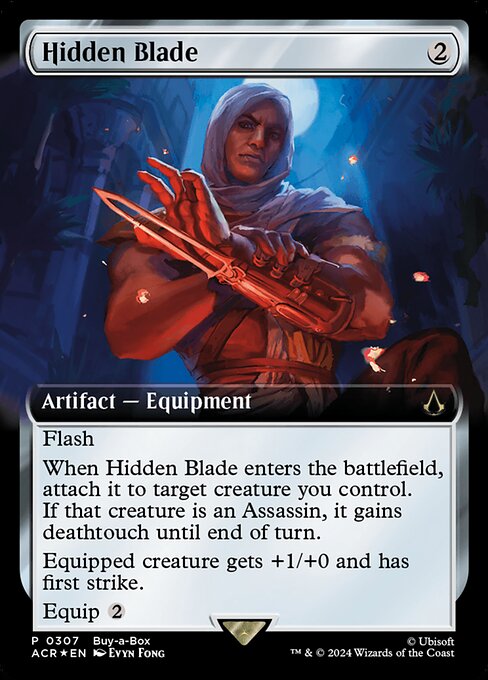 Hidden Blade 2
Artifact — Equipment
Flash
When Hidden Blade enters the battlefield,
attach it to target creature you control.
If that creature is an Assassin, it gains
deathtouch until end of turn.
Equipped creature gets +1/+0 and has
first strike.
Equip 2
P 0307 Buy-a-Box © Ubisoft
ACR★EN Evyn Fong ™ & © 2024 Wizards of the Coast